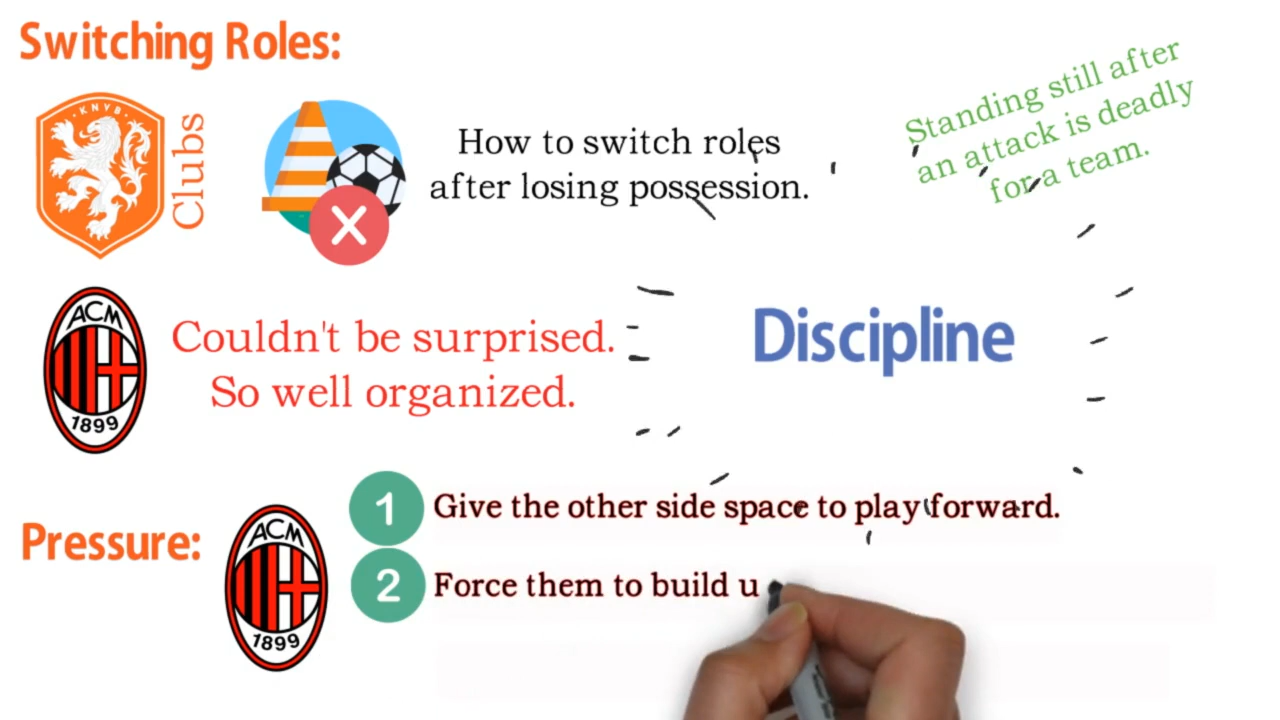 Switching Roles:
KNVB
Clubs
How to switch roles
after losing possession.
Standing still after
an attack is deadly
for a team.
ACM
1899
Couldn't be surprised.
So well organized.
Discipline
Pressure:
ACM
1899
1 Give the other side space to play forward.
2 Force them to build u